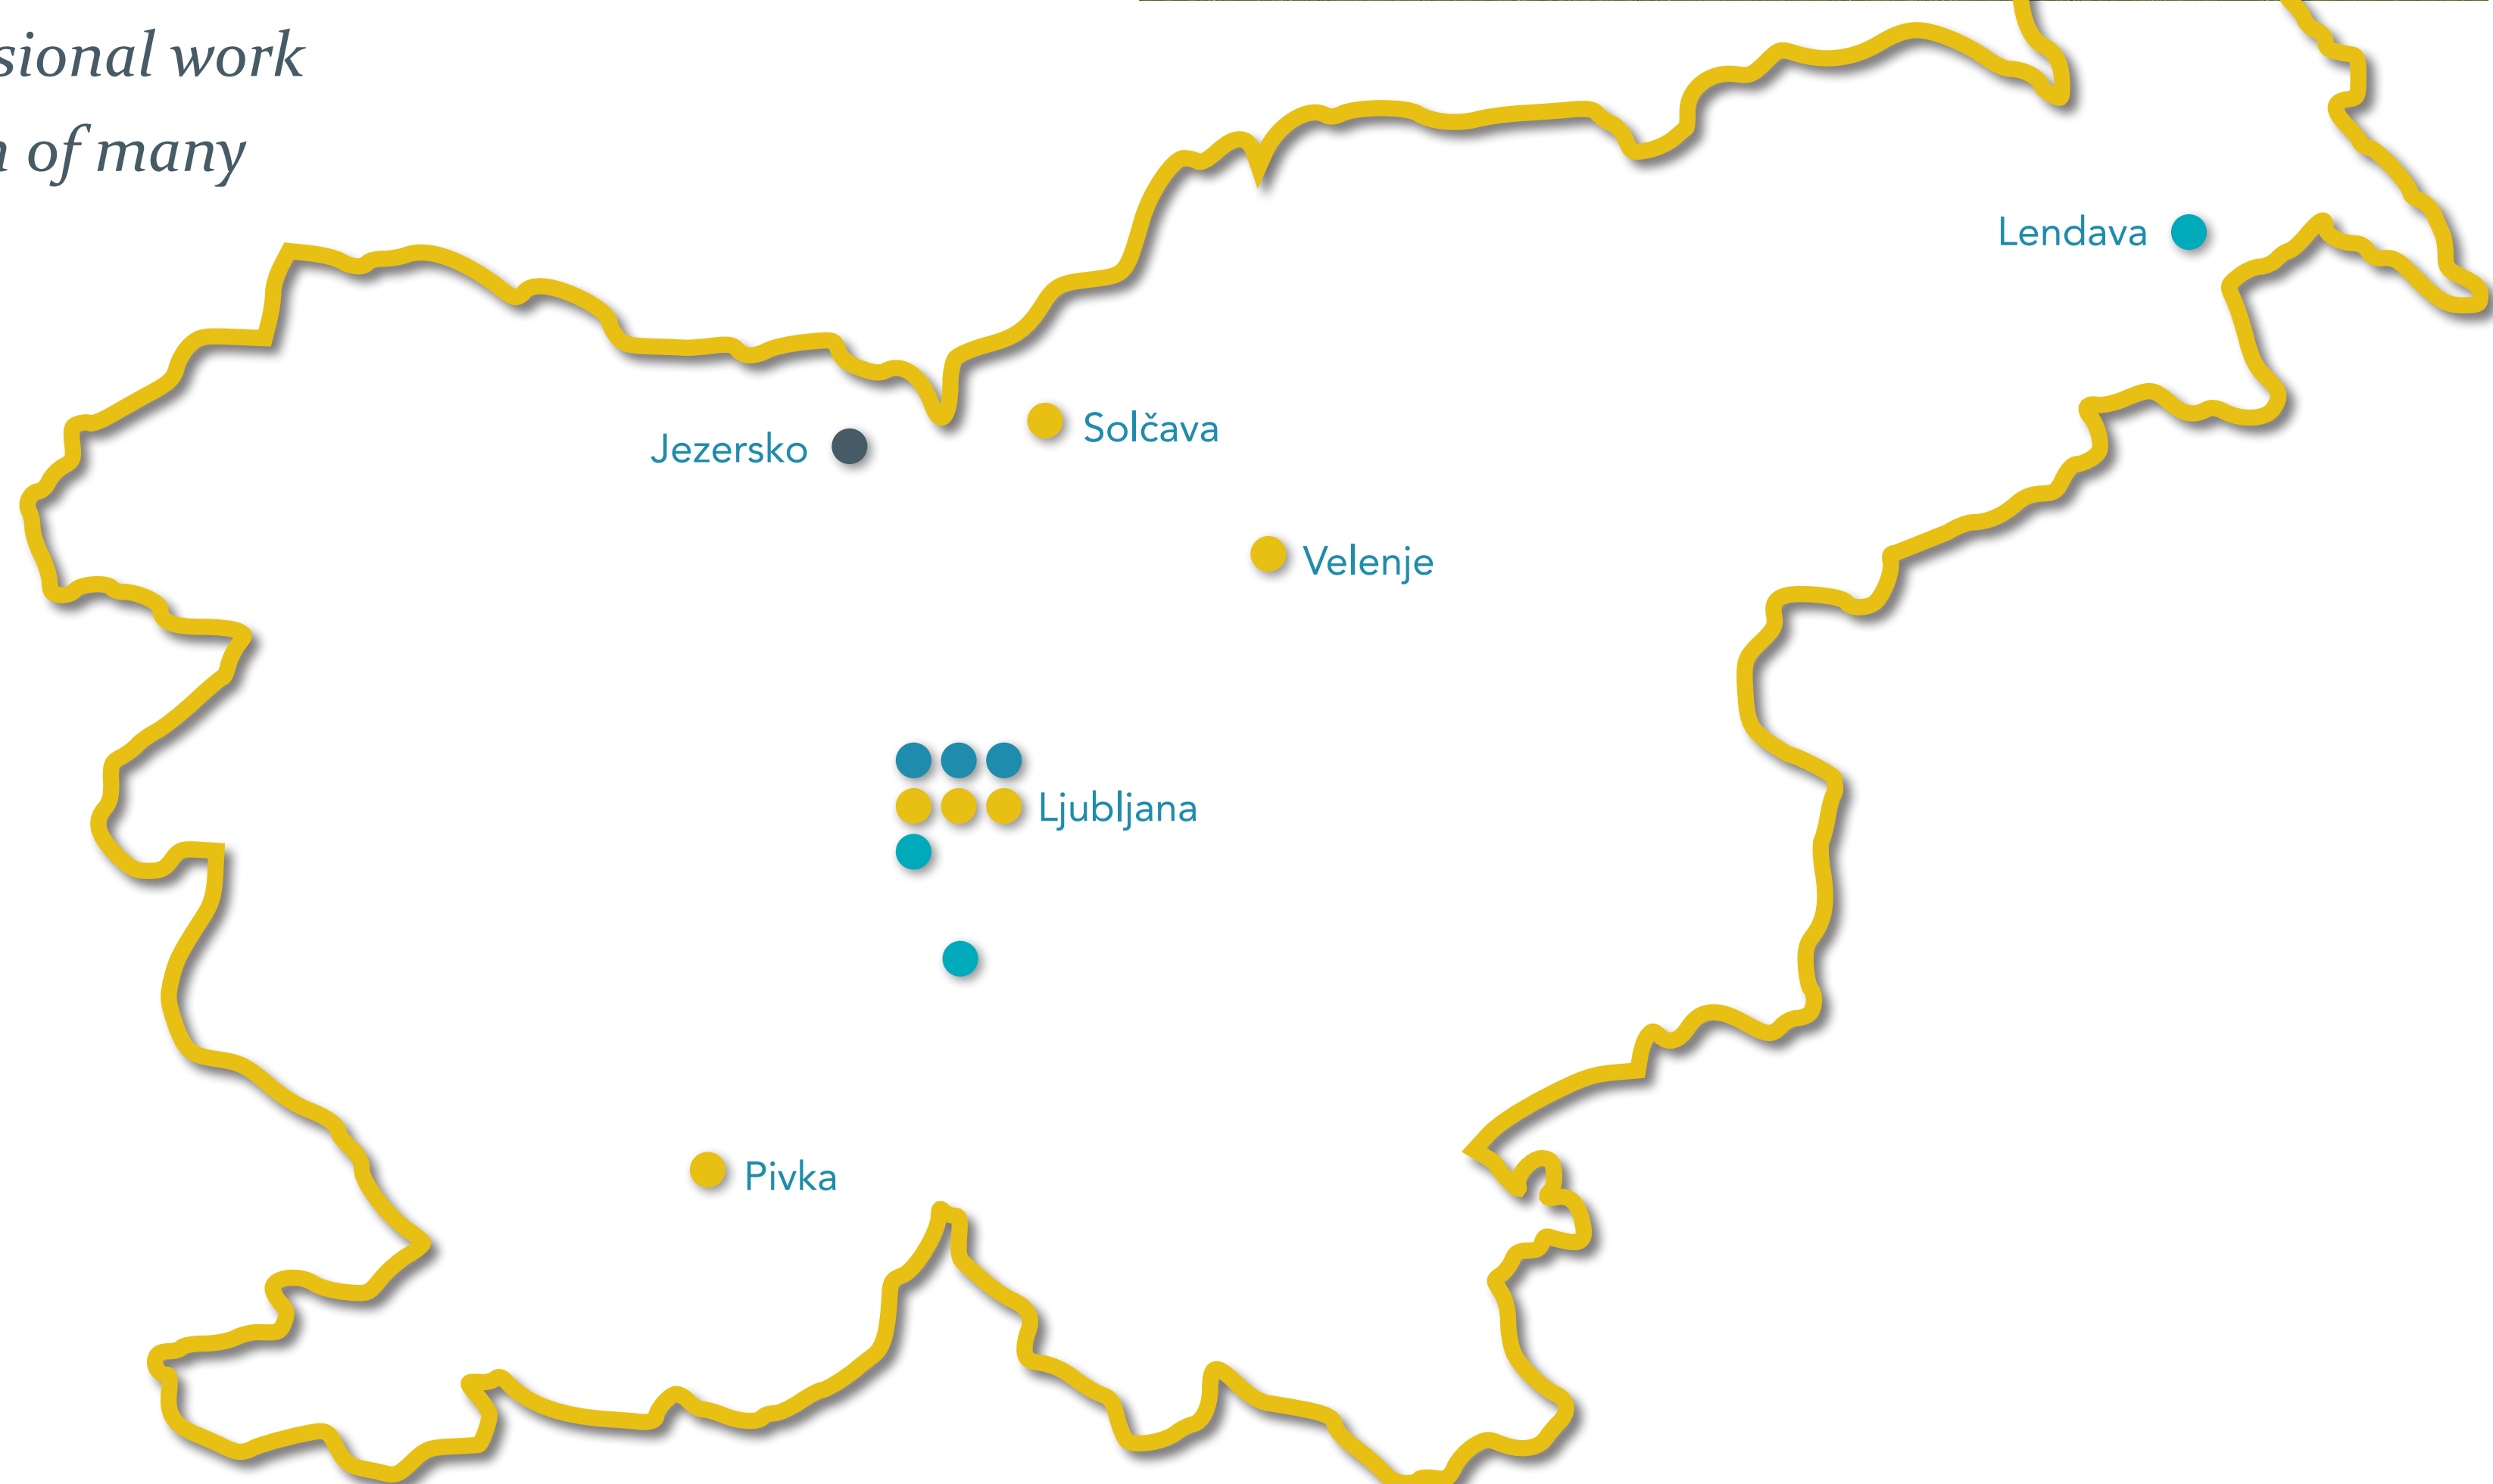 sional work
of many
Lendava
Solčava
Jezersko
Velenje
Ljubljana
Pivka